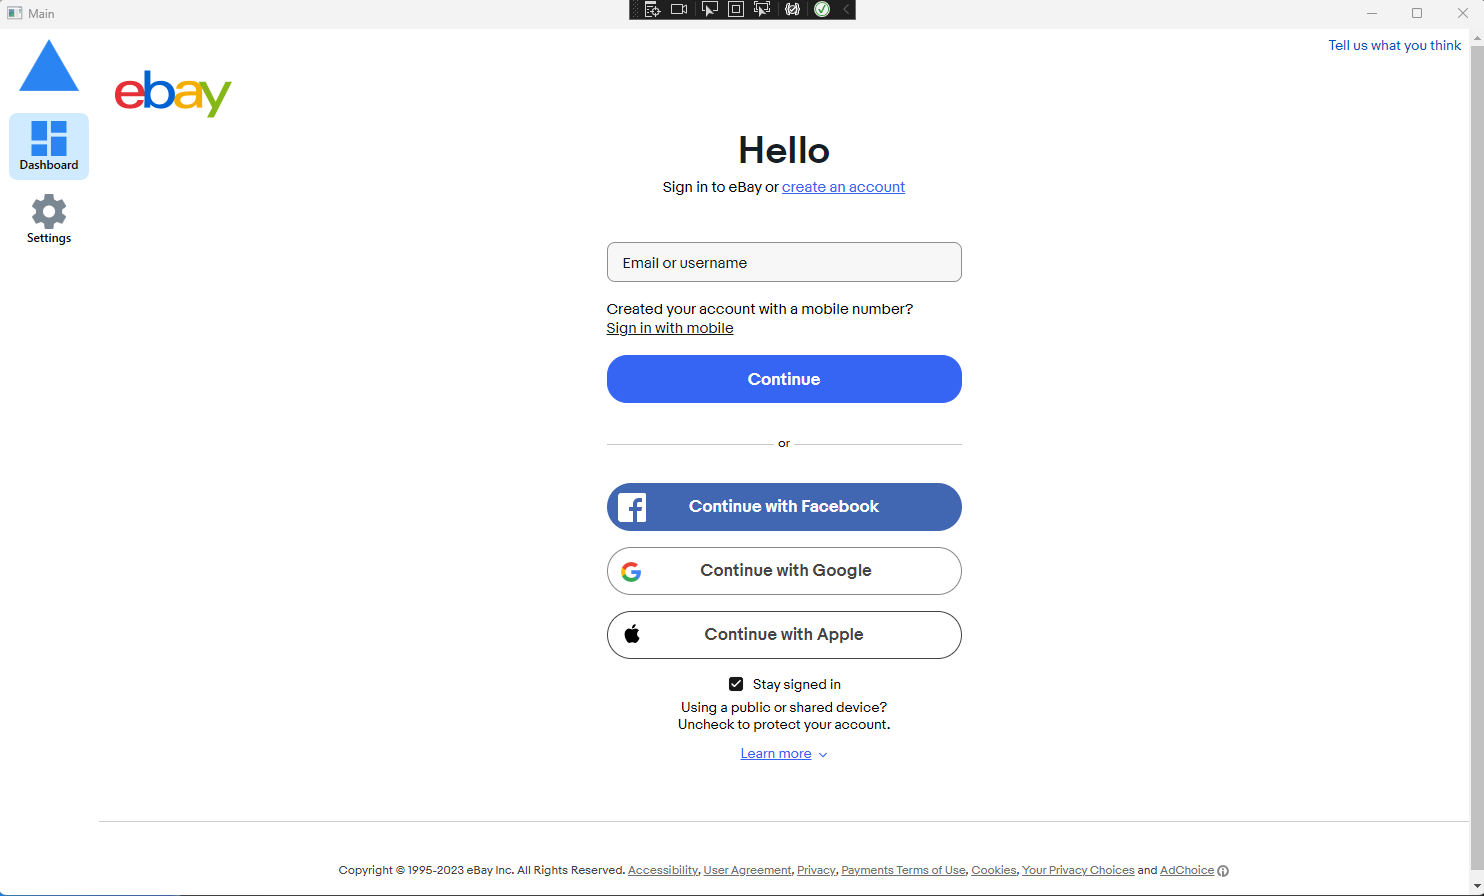 Main
Tell us what you think
ebay
Dashboard
Settings
Hello
Sign in to eBay or create an account
Email or username
Created your account with a mobile number?
Sign in with mobile
Continue
or
Continue with Facebook
Continue with Google
Continue with Apple
Stay signed in
Using a public or shared device?
Uncheck to protect your account.
Learn more
Copyright © 1995-2023 eBay Inc. All Rights Reserved. Accessibility, User Agreement, Privacy, Payments Terms of Use, Cookies, Your Privacy Choices and AdChoice